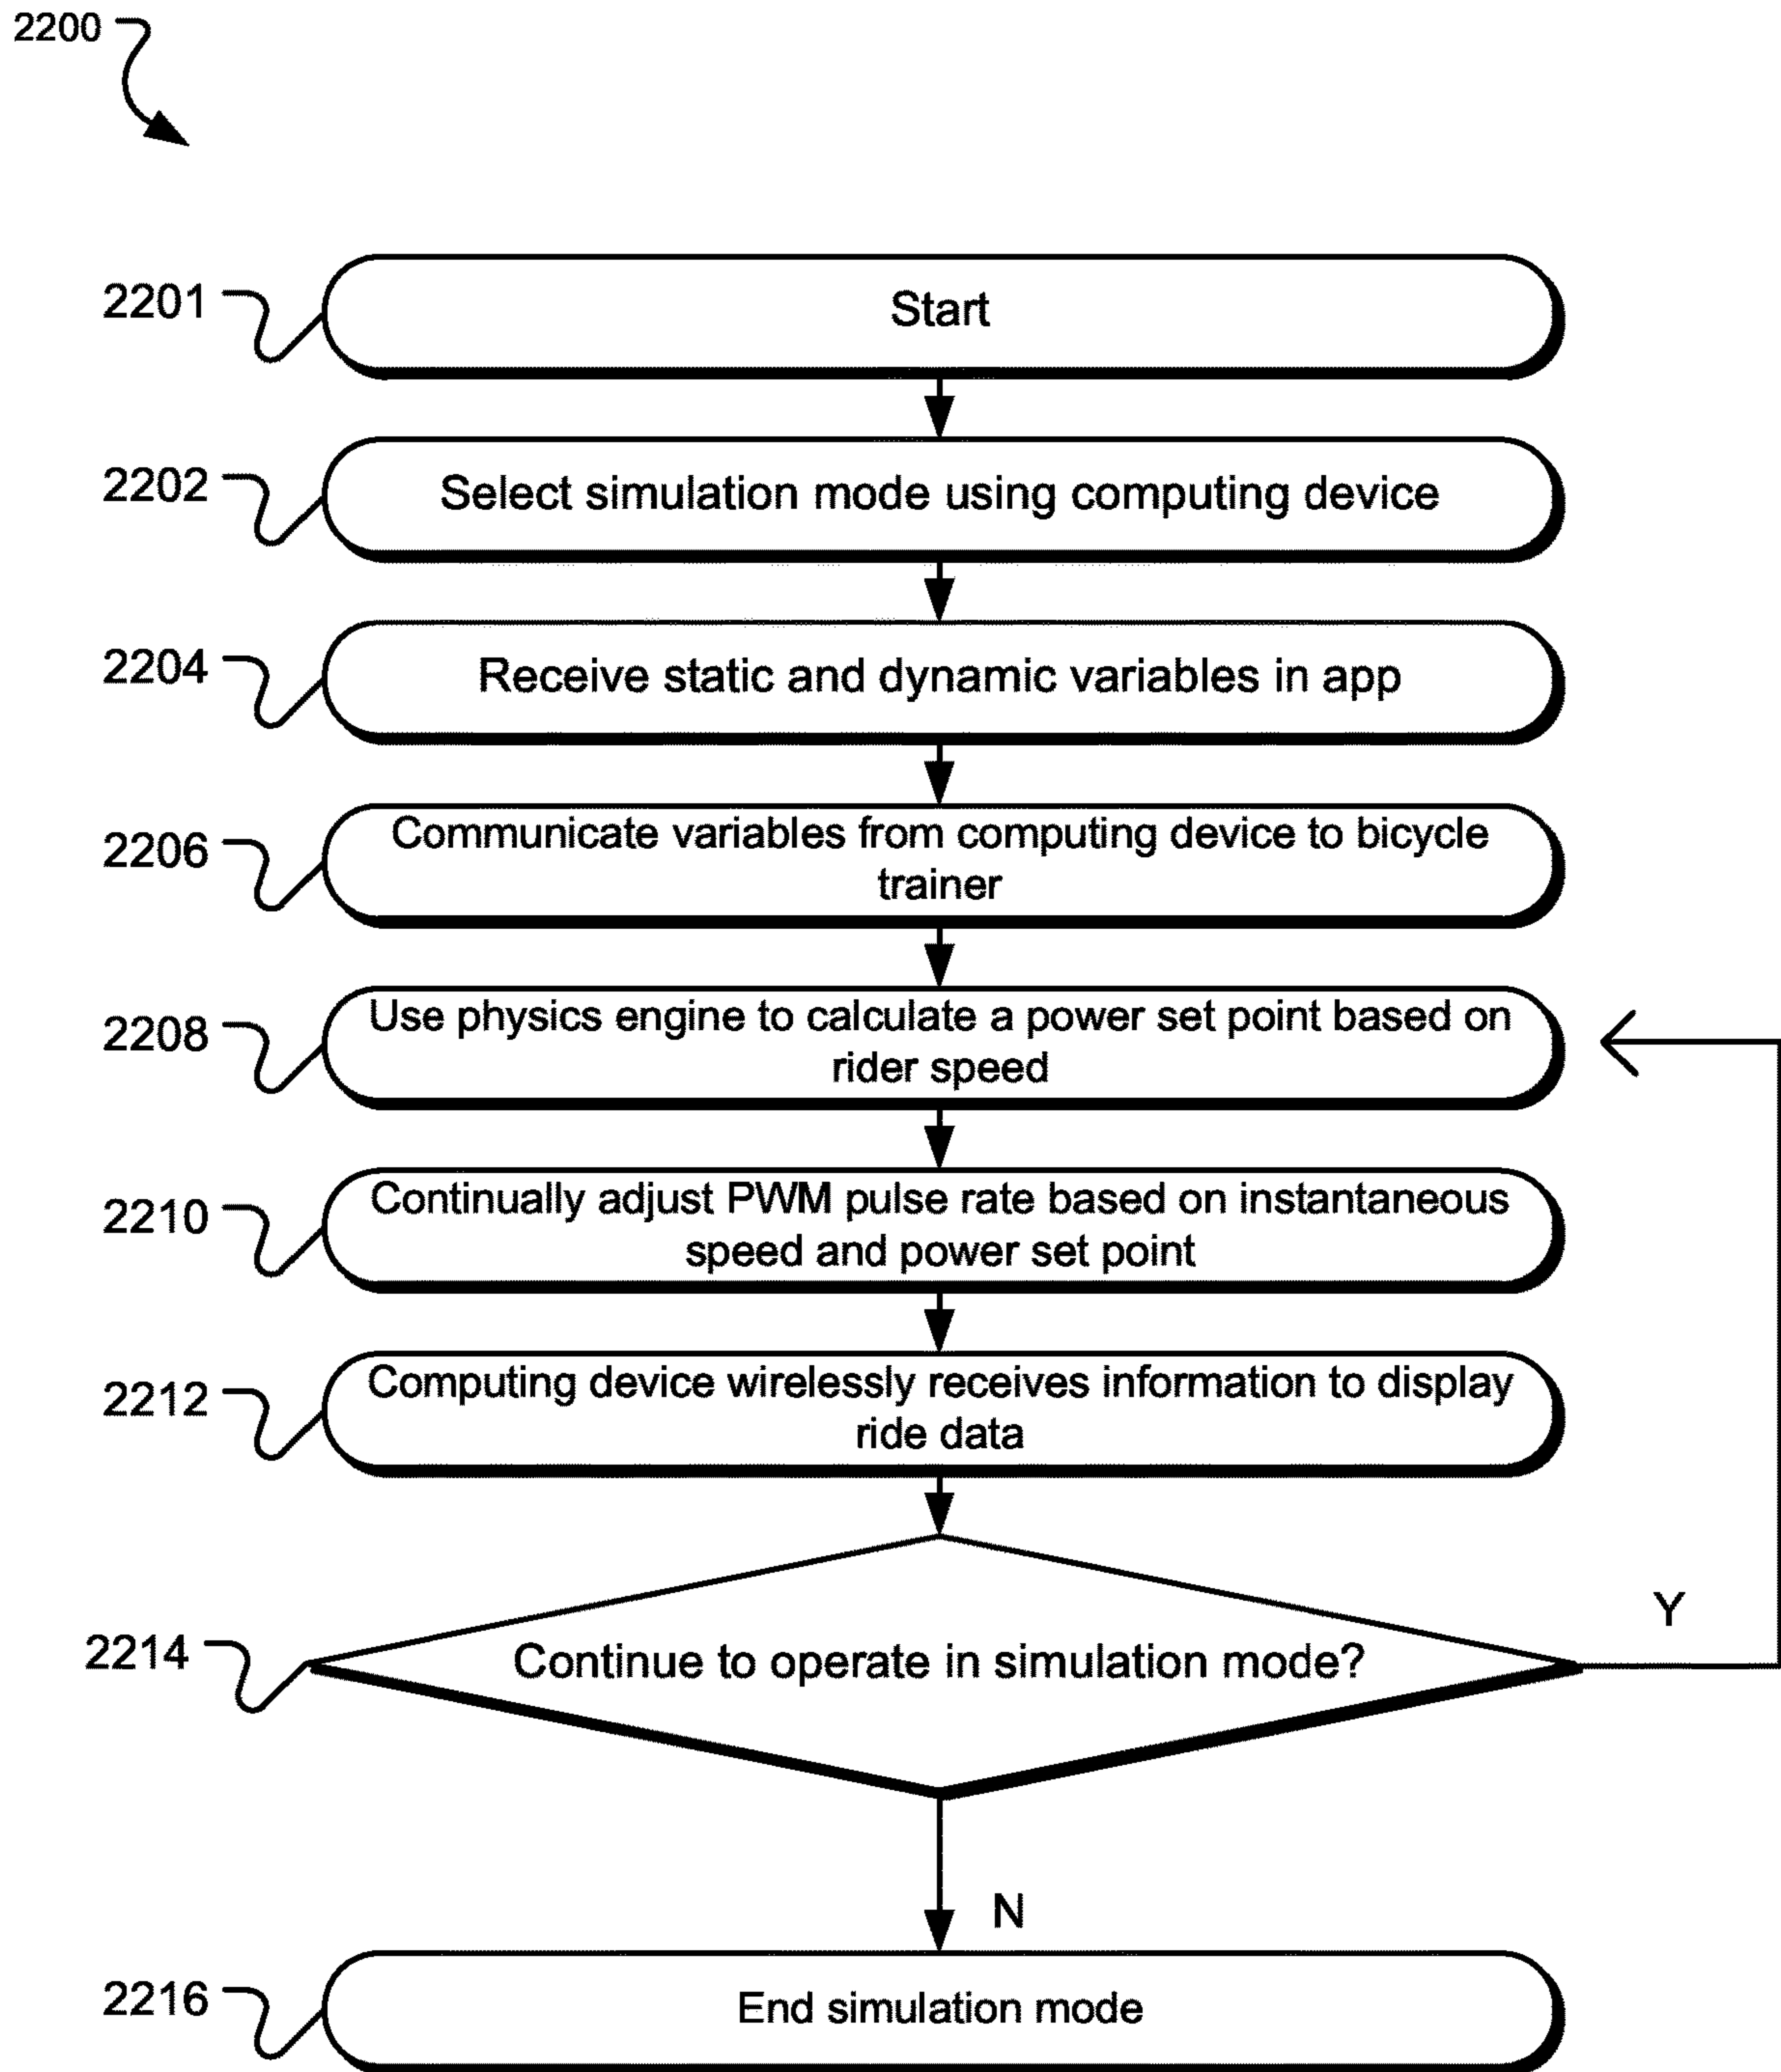 2200
2201
Start
2202
Select simulation mode using computing device
2204
Receive static and dynamic variables in app
2206
Communicate variables from computing device to bicycle
trainer
2208
Use physics engine to calculate a power set point based on
rider speed
2210
Continually adjust PWM pulse rate based on instantaneous
speed and power set point
2212
Computing device wirelessly receives information to display
ride data
Y
2214
Continue to operate in simulation mode?
N
2216
End simulation mode